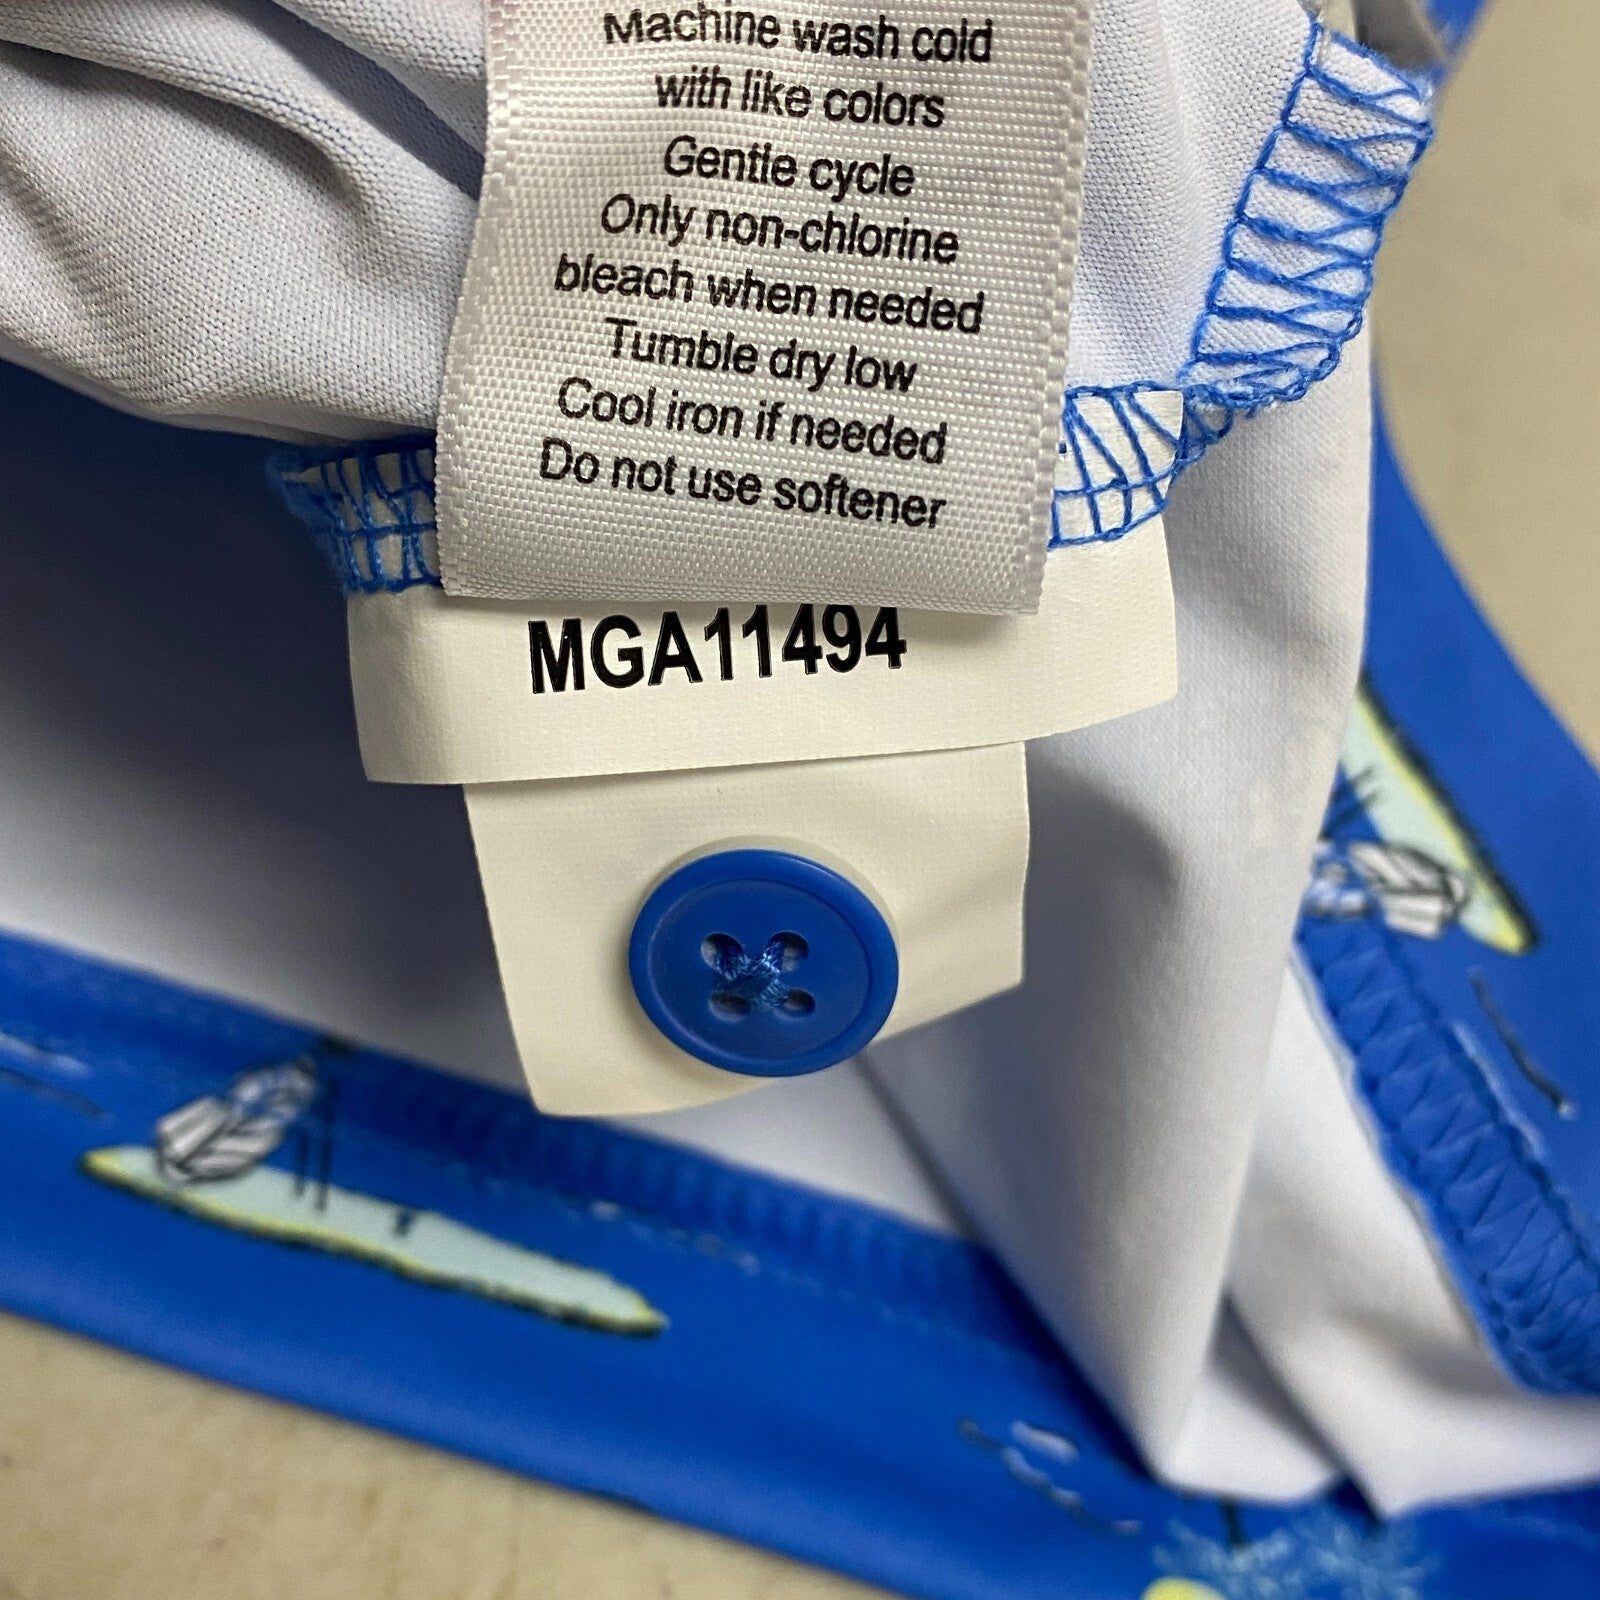 Machine wash cold
with like colors
Gentle cycle
Only non-chlorine
bleach when needed
Tumble dry low
Cool iron if needed
Do not use softener
MGA11494